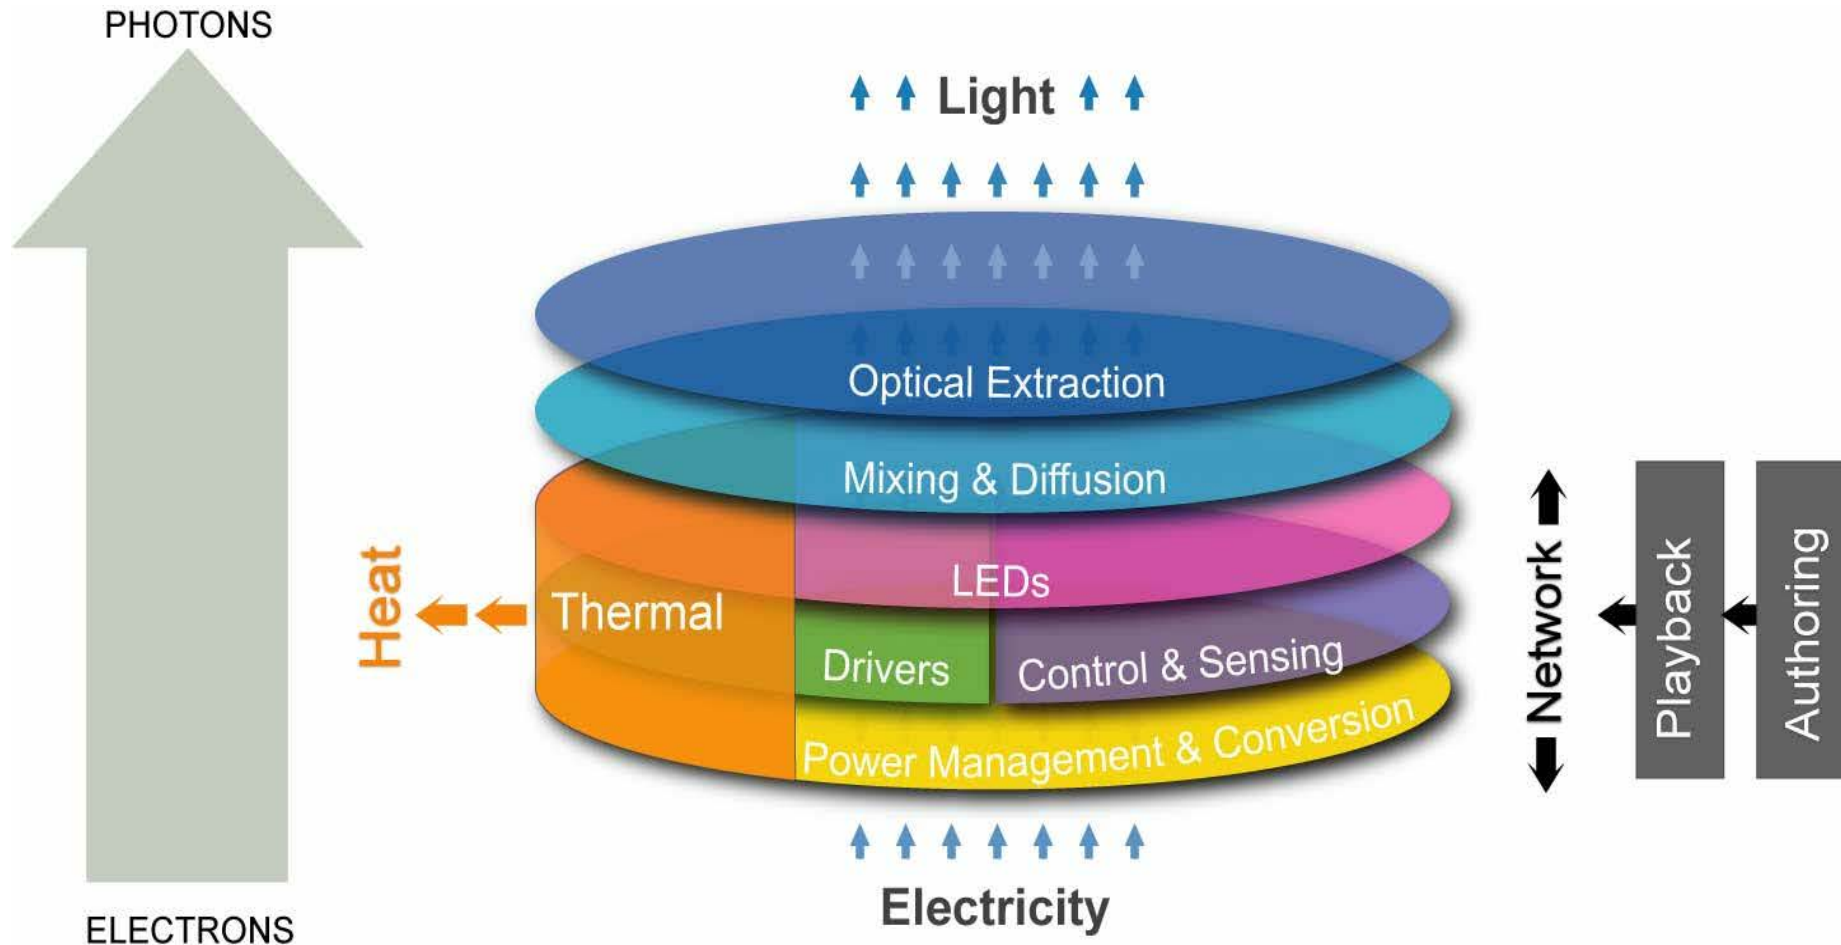 PHOTONS
Light
Optical Extraction
Mixing & Diffusion
LEDs
Thermal
Heat
Drivers
Control & Sensing
Power Management & Conversion
Network
Playback
Authoring
Electricity
ELECTRONS